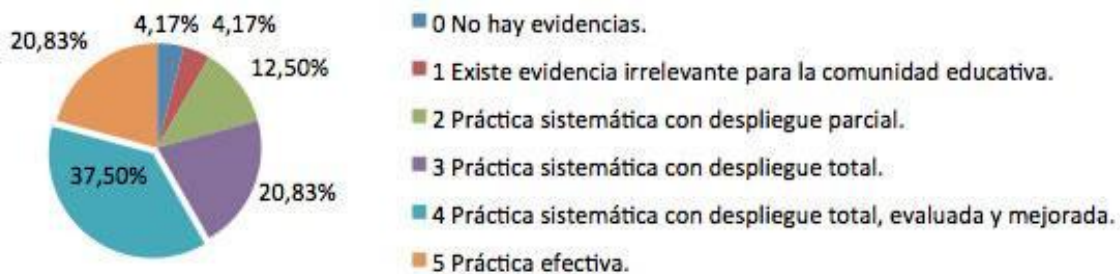 4,17% 4,17%
20,83%
12,50%
37,50%
20,83%
0 No hay evidencias.
1 Existe evidencia irrelevante para la comunidad educativa.
2 Práctica sistemática con despliegue parcial.
3 Práctica sistemática con despliegue total.
4 Práctica sistemática con despliegue total, evaluada y mejorada.
5 Práctica efectiva.